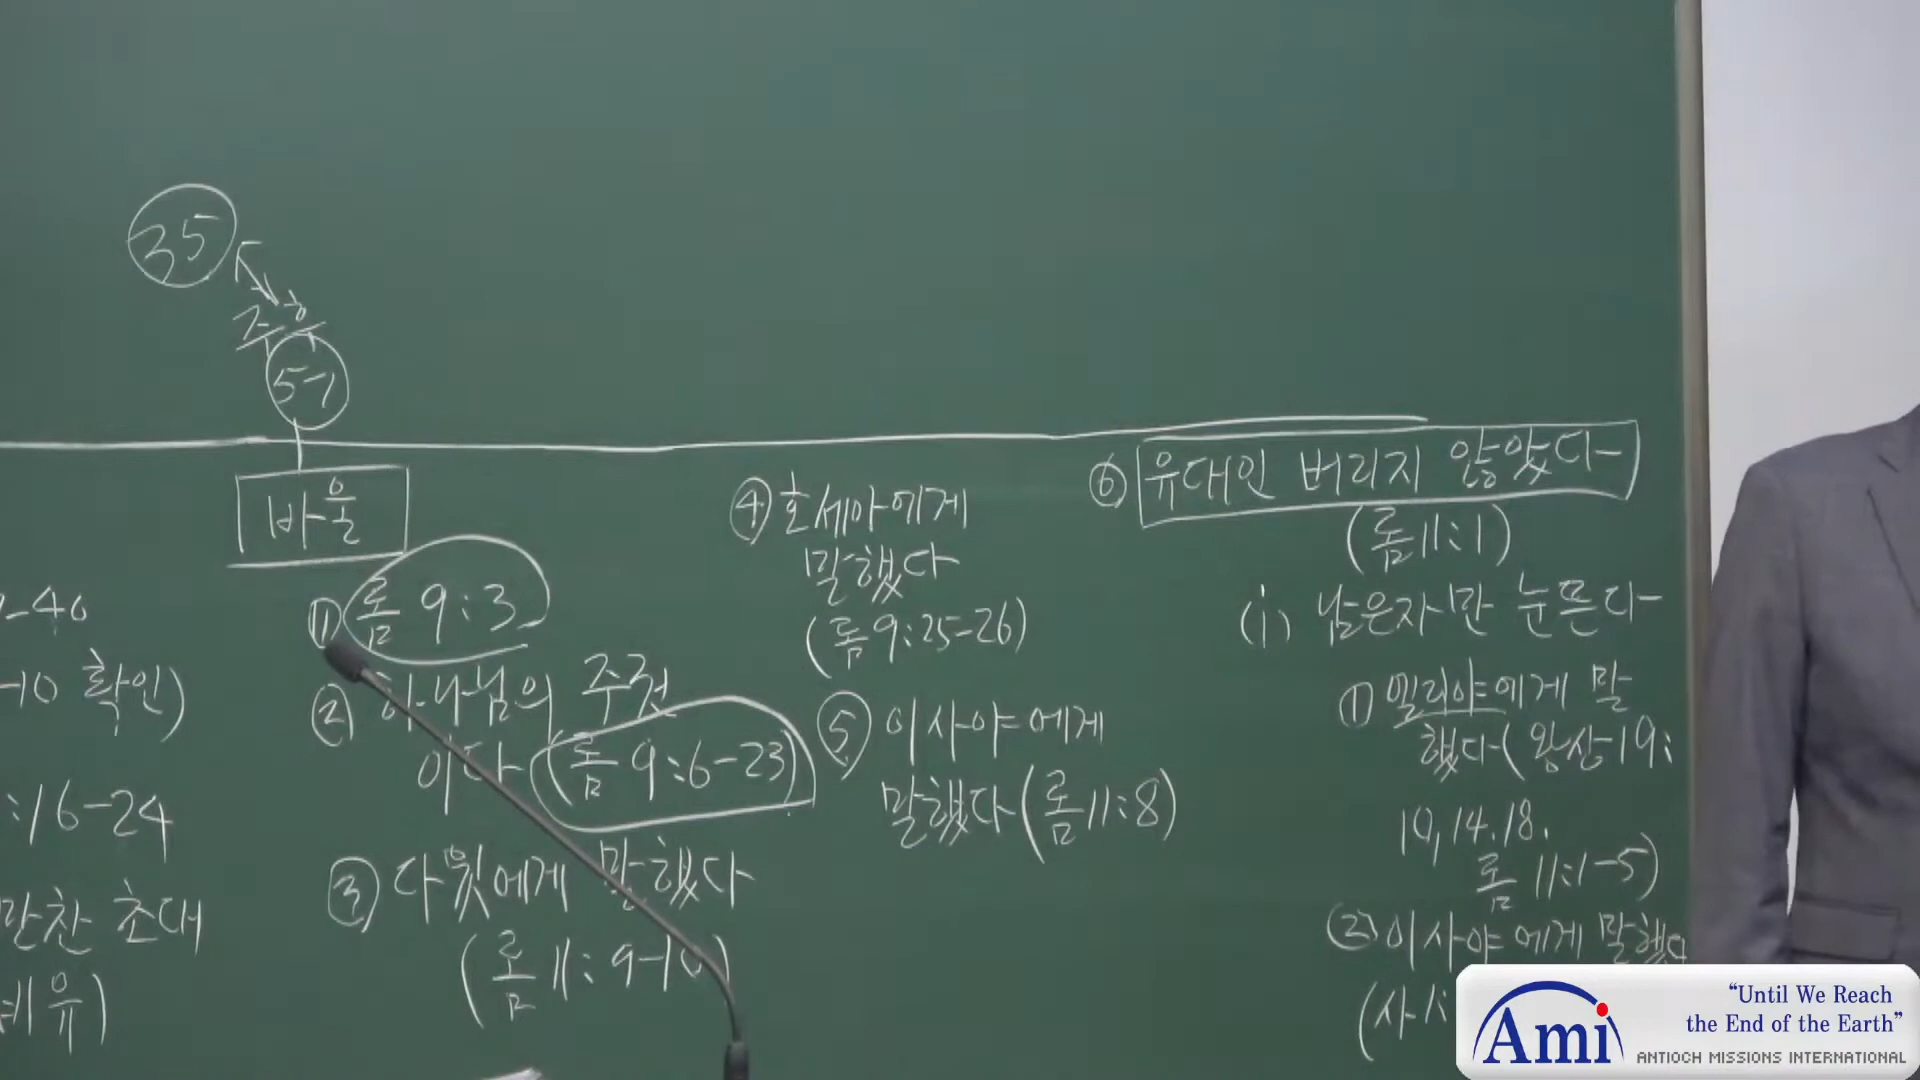 35
주후
57
바울
-40
-10 확인)
:16-24
만찬 초대
예유)
① 롬 9:3
② 하나님의 주권
이다 (롬 9:6-23)
③ 다윗에게 말했다
(롬 11:9-10)
④ 호세아에게
말했다
(롬 9:25-26)
⑤ 이사야에게
말했다 (롬 11:8)
⑥ 유대인 버리지 않았다
(롬 11:1)
(i) 남은자만 눈뜬다
① 엘리야에게 말
했다 (왕상 19:
10,14.18.
롬 11:1-5)
② 이사야에게 말했다
(사 1:
Ami
“Until We Reach
the End of the Earth”
ANTIOCH MISSIONS INTERNATIONAL